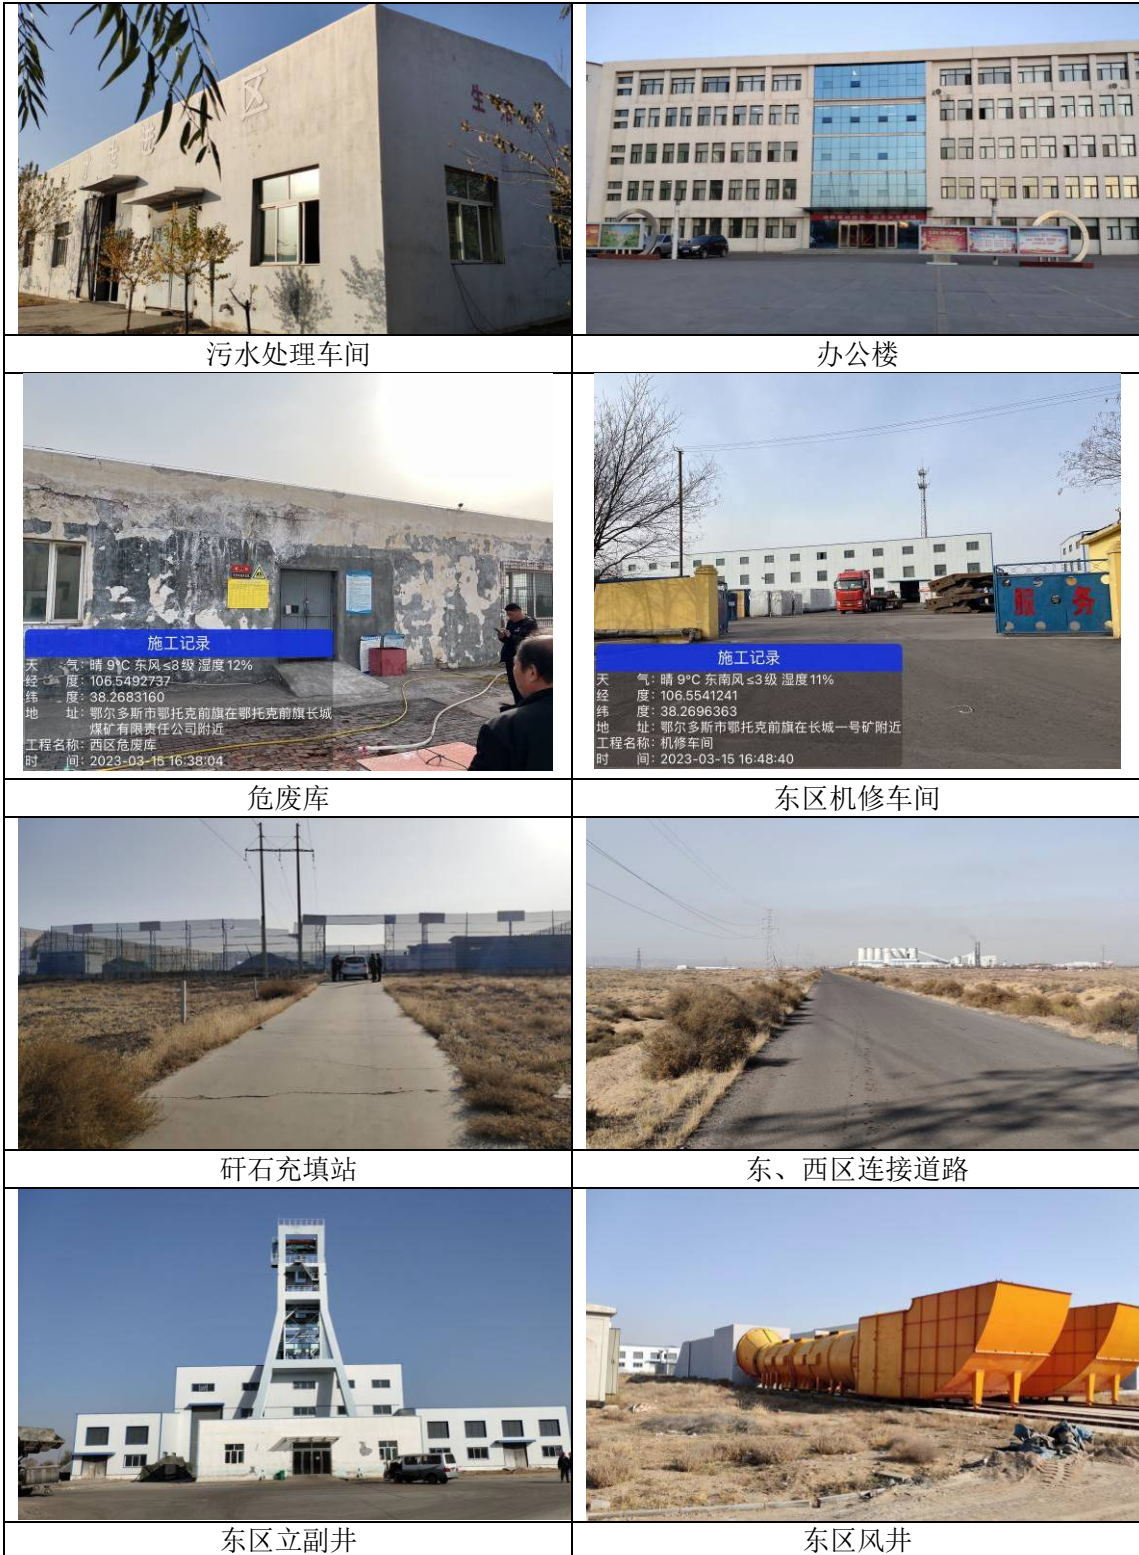 区
生
污水处理车间
办公楼
施工记录
天 气：晴 9°C 东风 ≤3级 湿度 12%
经 度：106.5492737
纬 度：38.2683160
地 址：鄂尔多斯市鄂托克前旗在鄂托克前旗长城
煤矿有限责任公司附近
工程名称：西区危废库
时 间：2023-03-15 16:38:04
危废库
服务
施工记录
天 气：晴 9°C 东南风 ≤3级 湿度 11%
经 度：106.5541241
纬 度：38.2696363
地 址：鄂尔多斯市鄂托克前旗在长城一号矿附近
工程名称：机修车间
时 间：2023-03-15 16:48:40
东区机修车间
矸石充填站
东、西区连接道路
东区立副井
东区风井